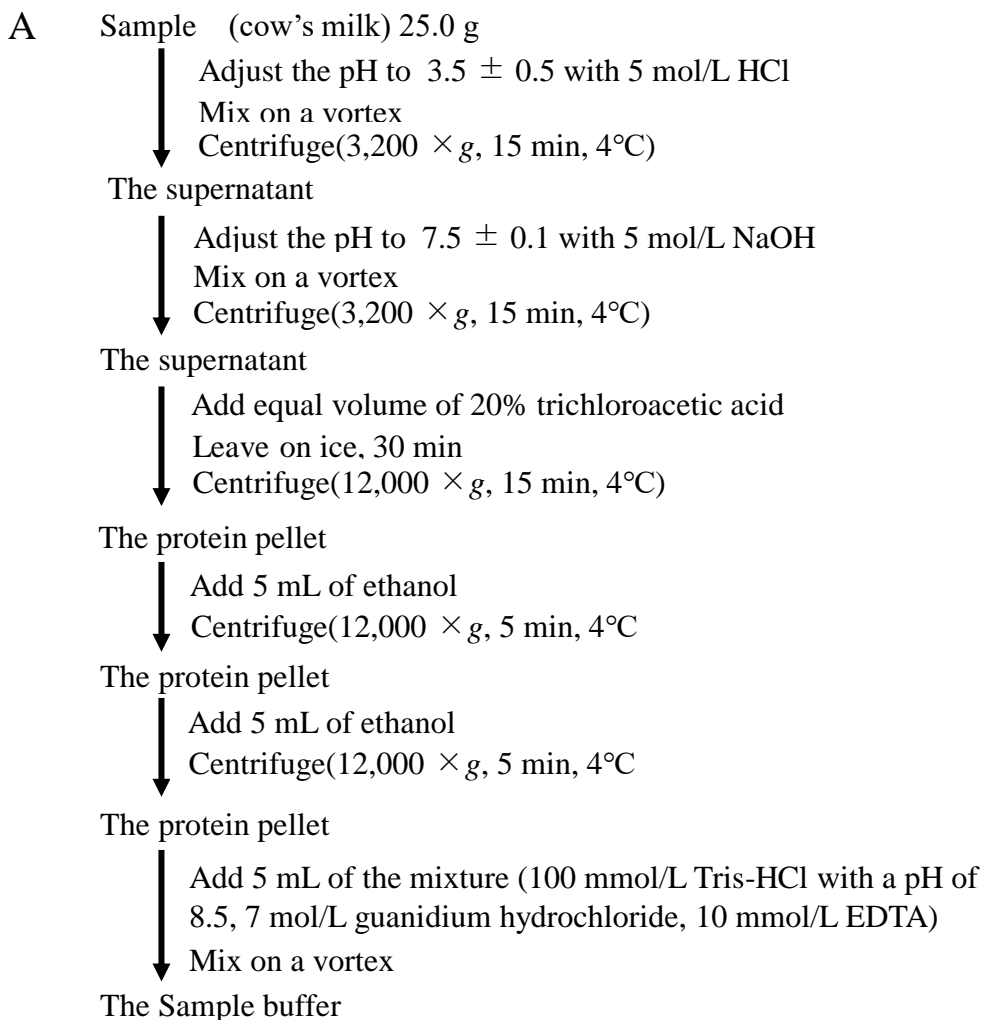 A Sample (cow's milk) 25.0 g
Adjust the pH to 3.5 ± 0.5 with 5 mol/L HCl
Mix on a vortex
Centrifuge(3,200 × g, 15 min, 4℃)
The supernatant
Adjust the pH to 7.5 ± 0.1 with 5 mol/L NaOH
Mix on a vortex
Centrifuge(3,200 × g, 15 min, 4℃)
The supernatant
Add equal volume of 20% trichloroacetic acid
Leave on ice, 30 min
Centrifuge(12,000 × g, 15 min, 4℃)
The protein pellet
Add 5 mL of ethanol
Centrifuge(12,000 × g, 5 min, 4℃
The protein pellet
Add 5 mL of ethanol
Centrifuge(12,000 × g, 5 min, 4℃
The protein pellet
Add 5 mL of the mixture (100 mmol/L Tris-HCl with a pH of
8.5, 7 mol/L guanidium hydrochloride, 10 mmol/L EDTA)
Mix on a vortex
The Sample buffer